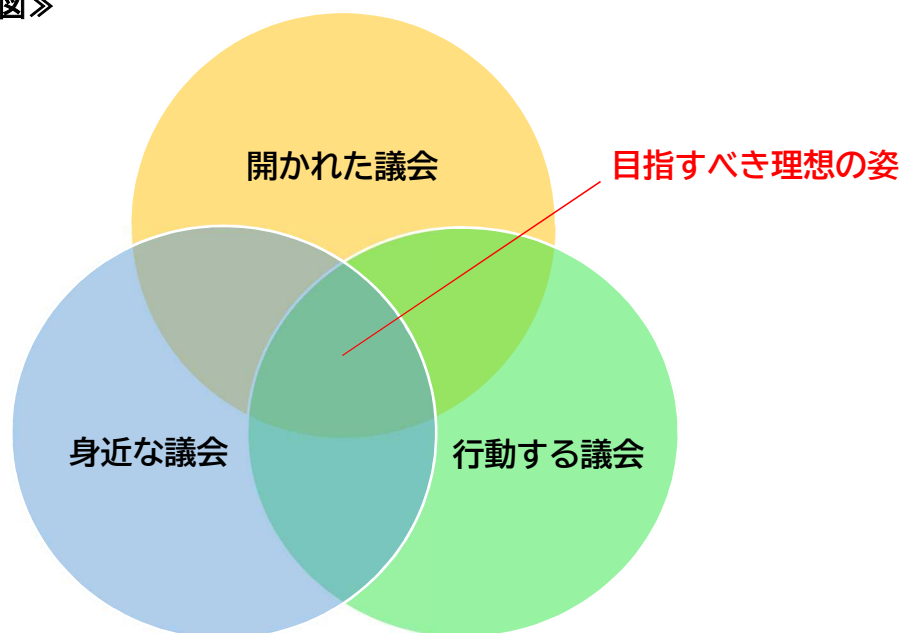 図≫
開かれた議会
目指すべき理想の姿
身近な議会
行動する議会